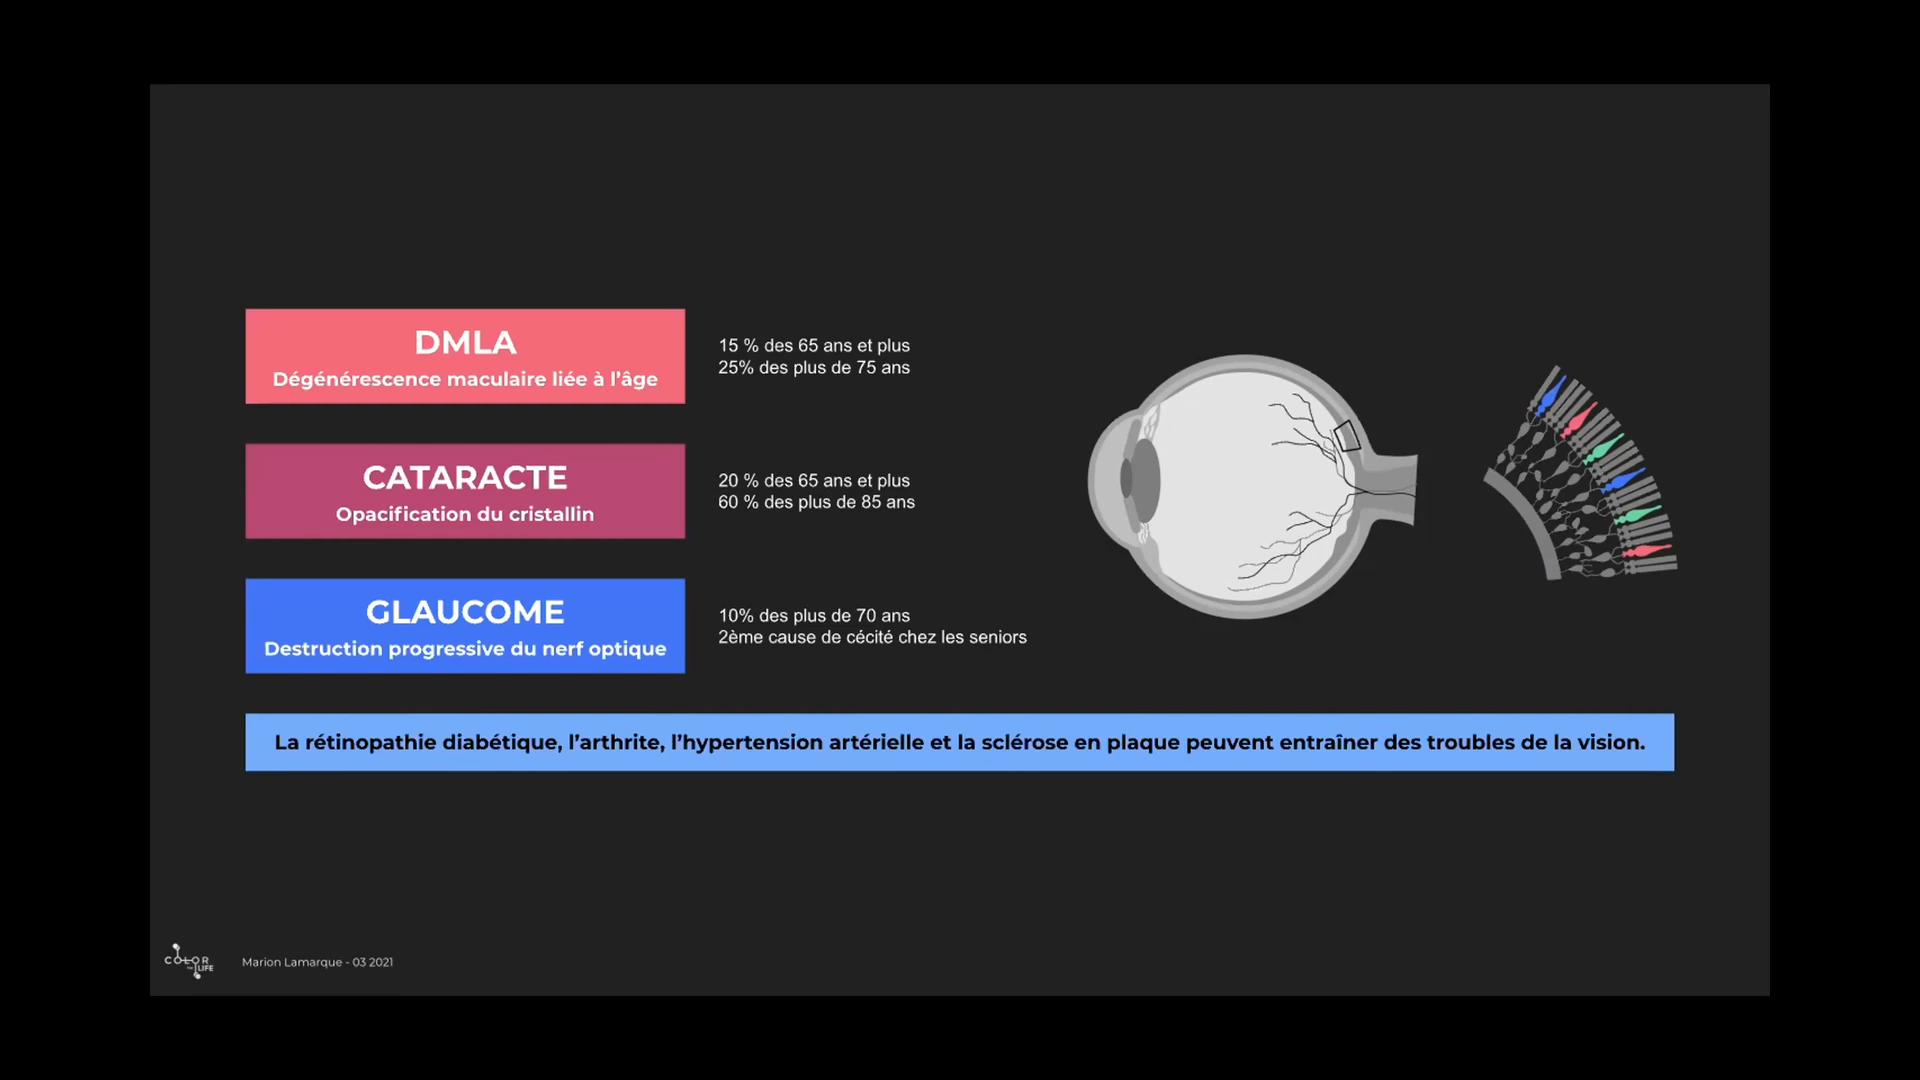 DMLA
Dégénérescence maculaire liée à l'âge
15 % des 65 ans et plus
25% des plus de 75 ans
CATARACTE
Opacification du cristallin
20 % des 65 ans et plus
60 % des plus de 85 ans
GLAUCOME
Destruction progressive du nerf optique
10% des plus de 70 ans
2ème cause de cécité chez les seniors
La rétinopathie diabétique, l'arthrite, l'hypertension artérielle et la sclérose en plaque peuvent entraîner des troubles de la vision.
COLOR
THE LIFE
Marion Lamarque - 03 2021